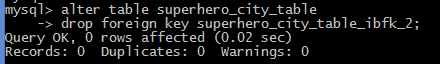 mysql> alter table superhero_city_table
    -> drop foreign key superhero_city_table_ibfk_2;
Query OK, 0 rows affected (0.02 sec)
Records: 0  Duplicates: 0  Warnings: 0